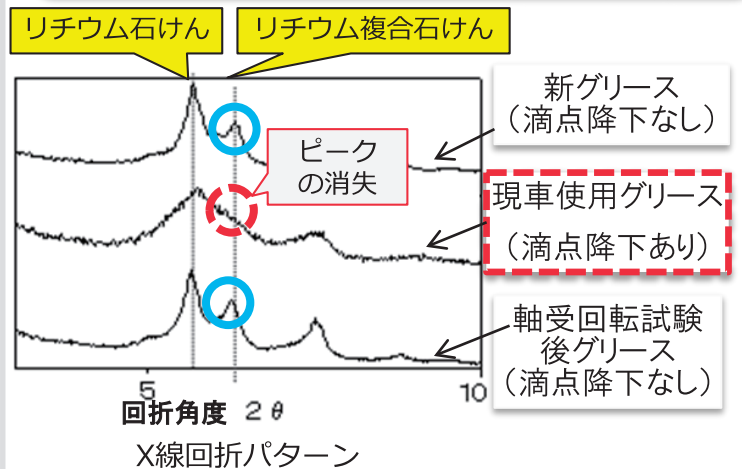 リチウム石けん
リチウム複合石けん
新グリース
（滴点降下なし）
ピーク
の消失
現車使用グリース
（滴点降下あり）
軸受回転試験
後グリース
（滴点降下なし）
5
10
回折角度 2θ
X線回折パターン